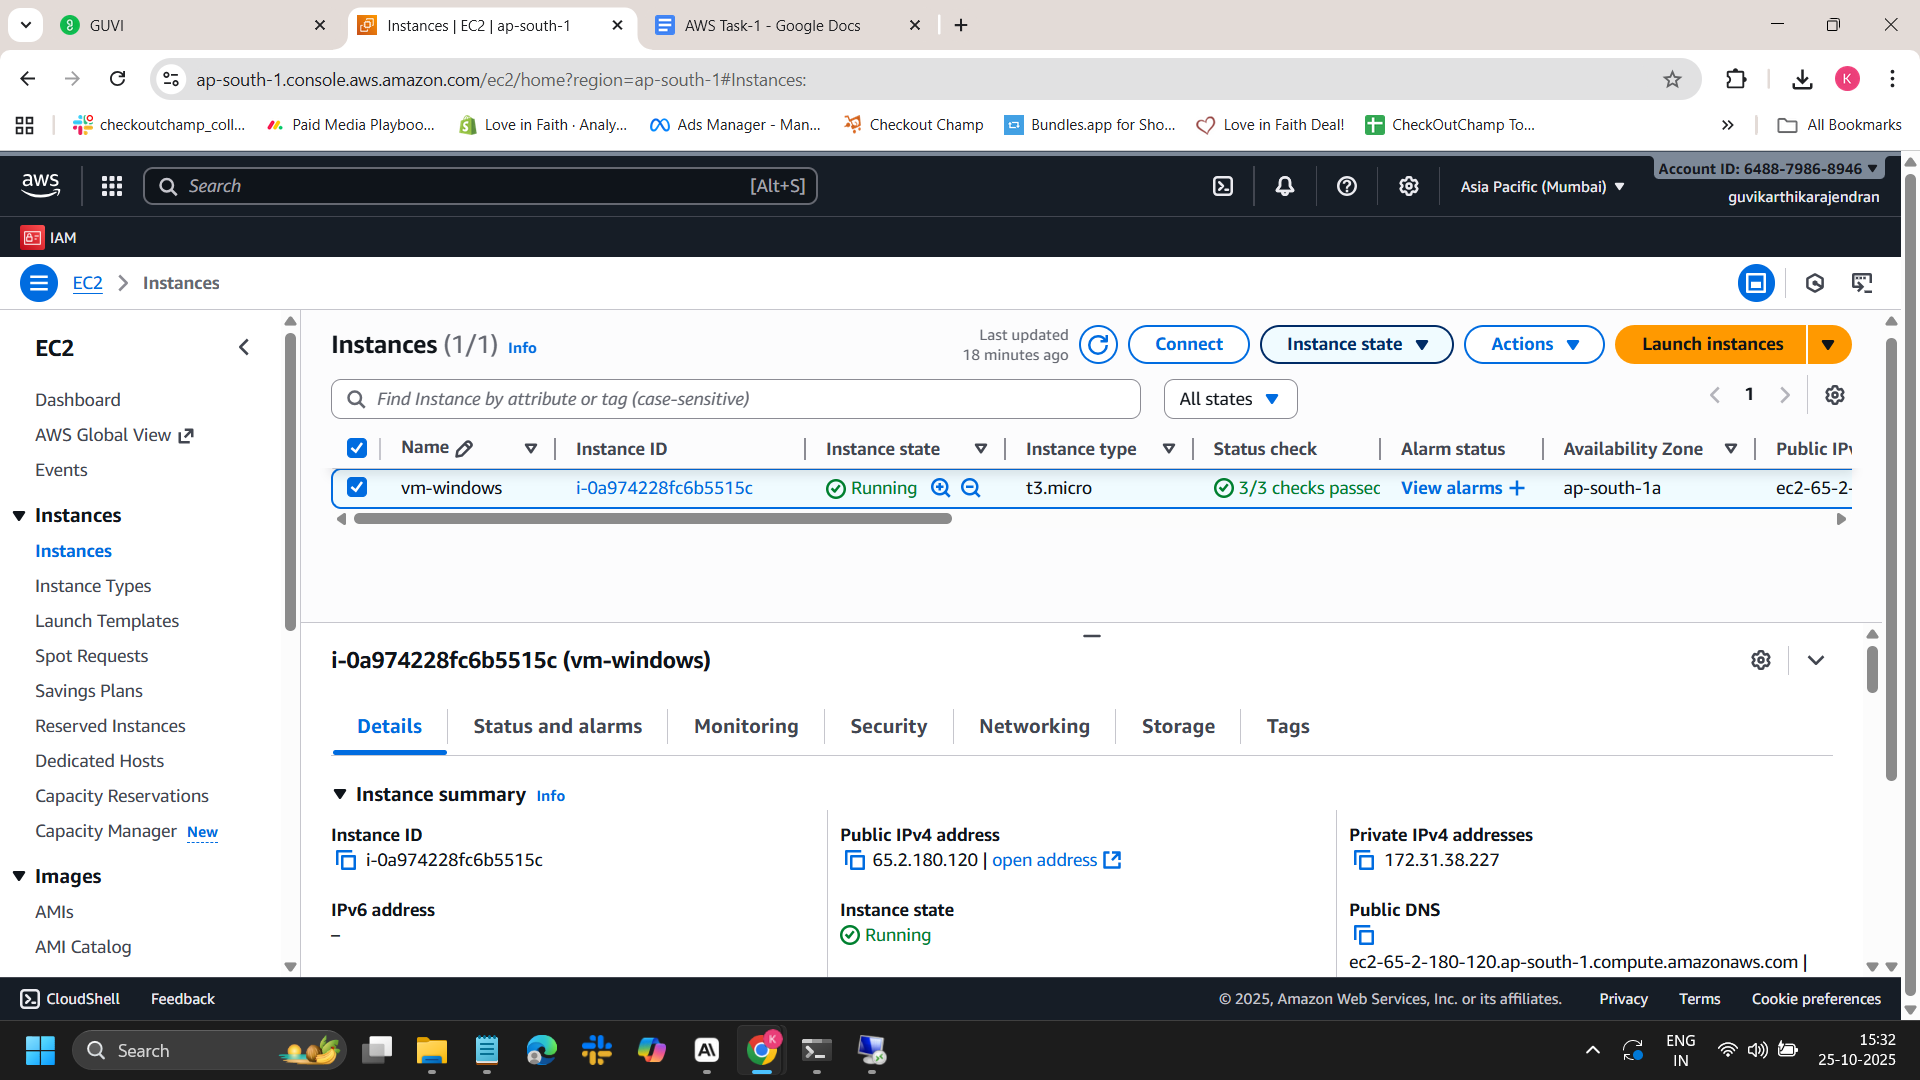 GUVI
Instances | EC2 | ap-south-1
AWS Task-1 - Google Docs
ap-south-1.console.aws.amazon.com/ec2/home?region=ap-south-1#Instances:
K
checkoutchamp_coll...
Paid Media Playboo...
Love in Faith · Analy...
Ads Manager - Man...
Checkout Champ
Bundles.app for Sho...
Love in Faith Deal!
CheckOutChamp To...
All Bookmarks
aws
Search
[Alt+S]
Asia Pacific (Mumbai)
Account ID: 6488-7986-8946
guvikarthikarajendran
IAM
EC2
Instances
EC2
Dashboard
AWS Global View
Events
Instances
Instances
Instance Types
Launch Templates
Spot Requests
Savings Plans
Reserved Instances
Dedicated Hosts
Capacity Reservations
Capacity Manager New
Images
AMIs
AMI Catalog
Instances (1/1) Info
Last updated
18 minutes ago
Connect
Instance state
Actions
Launch instances
Find Instance by attribute or tag (case-sensitive)
All states
1
Name Instance ID Instance state Instance type Status check Alarm status Availability Zone Public IPv
vm-windows i-0a974228fc6b5515c Running t3.micro 3/3 checks passed View alarms + ap-south-1a ec2-65-2-
i-0a974228fc6b5515c (vm-windows)
Details
Status and alarms
Monitoring
Security
Networking
Storage
Tags
Instance summary Info
Instance ID
i-0a974228fc6b5515c
Public IPv4 address
65.2.180.120 | open address
Private IPv4 addresses
172.31.38.227
IPv6 address
–
Instance state
Running
Public DNS
ec2-65-2-180-120.ap-south-1.compute.amazonaws.com |
CloudShell
Feedback
© 2025, Amazon Web Services, Inc. or its affiliates.
Privacy
Terms
Cookie preferences
Search
K
ENG
IN
15:32
25-10-2025